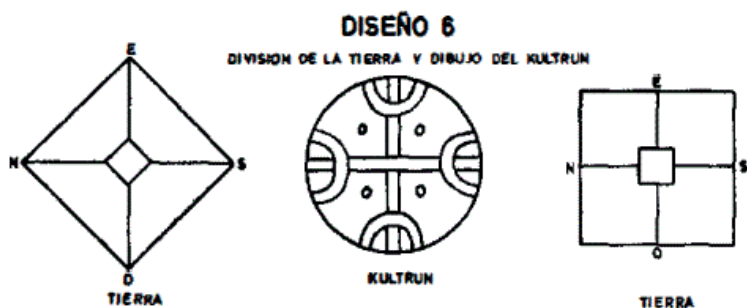 DISEÑO 6
DIVISION DE LA TIERRA Y DIBUJO DEL KULTRUN
E
N
S
O
TIERRA
KULTRUN
E
N
S
O
TIERRA